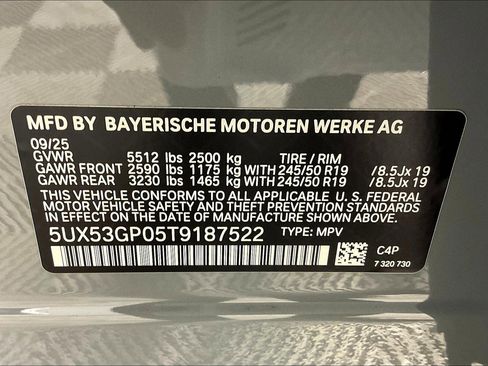 MFD BY BAYERISCHE MOTOREN WERKE AG
09/25
GVWR 5512 lbs 2500 kg TIRE / RIM
GAWR FRONT 2590 lbs 1175 kg WITH 245/50 R19 /8.5Jx 19
GAWR REAR 3230 lbs 1465 kg WITH 245/50 R19 /8.5Jx 19
THIS VEHICLE CONFORMS TO ALL APPLICABLE U.S. FEDERAL MOTOR
VEHICLE SAFETY, BUMPER, AND THEFT PREVENTION STANDARDS IN
EFFECT ON THE DATE OF MANUFACTURE SHOWN ABOVE.
5UX53GP05T9187522 TYPE: MPV
C4P
7 320 730